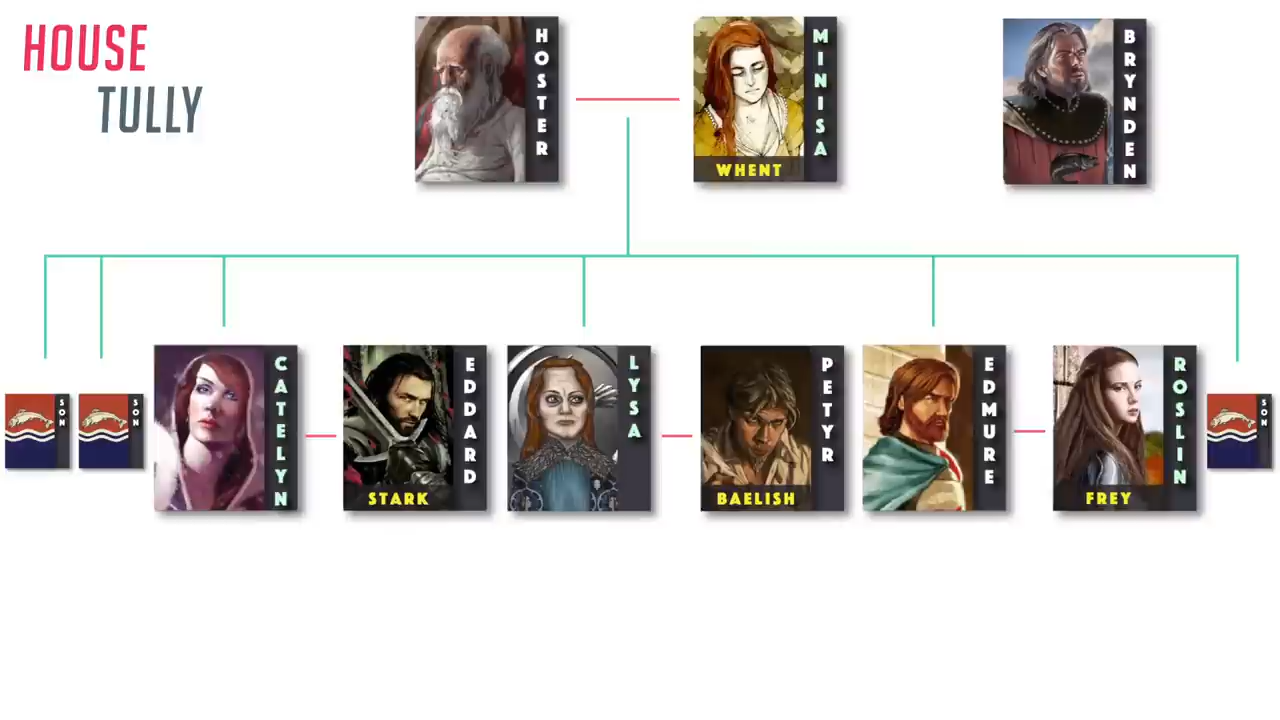 HOUSE
TULLY
HOSTER
MINISA
WHENT
BRYNDEN
SON
SON
CATELYN
EDDARD
STARK
LYSA
PETYR
BAELISH
EDMURE
ROSLIN
FREY
SON